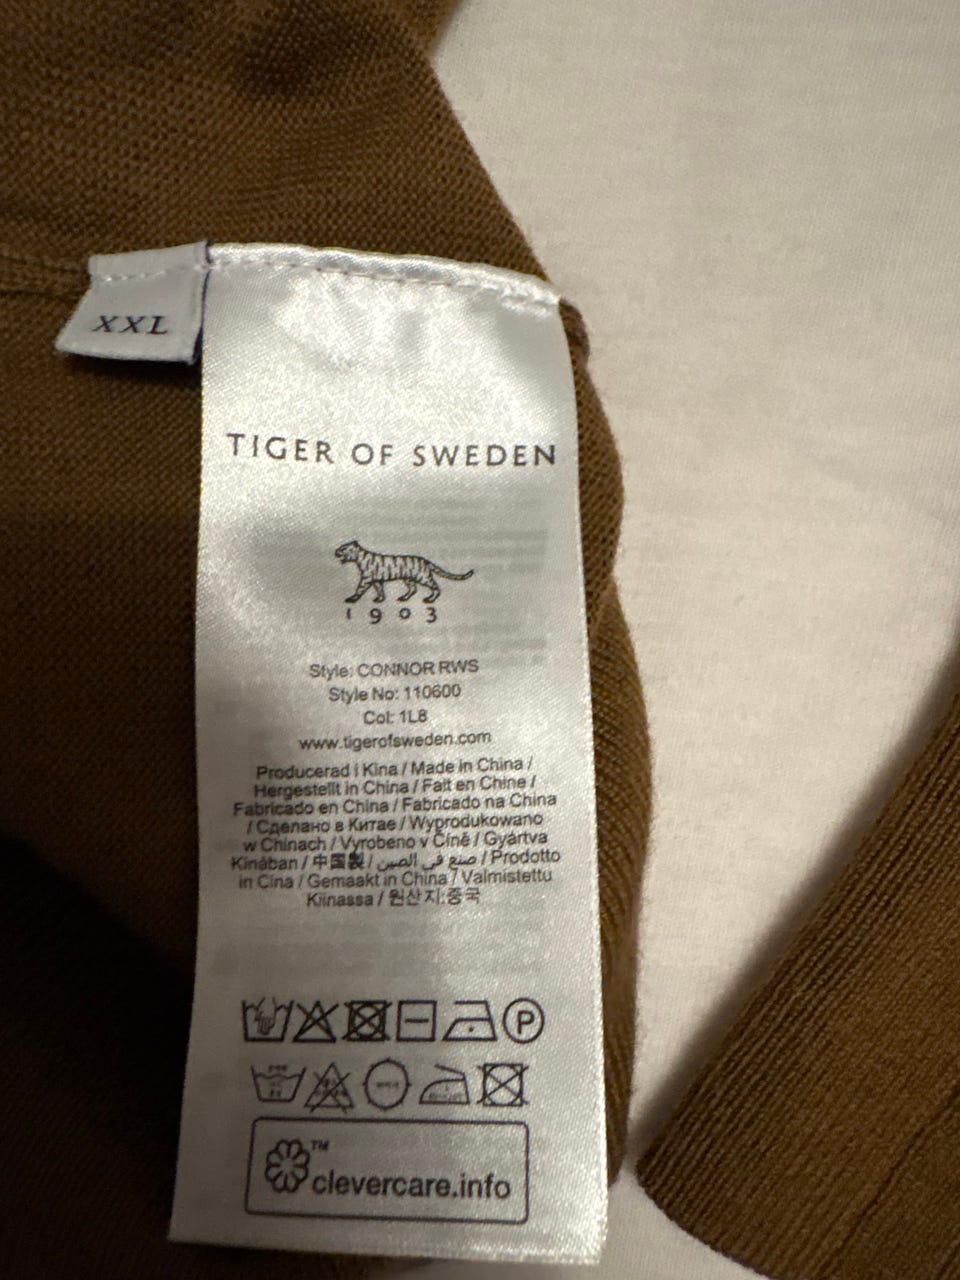 XXL
TIGER OF SWEDEN
1903
Style: CONNOR RWS
Style No: 110600
Col: 1L8
www.tigerofsweden.com
Producerad i Kina / Made in China /
Hergestellt in China / Fait en Chine /
Fabricado en China / Fabricado na China
/ Сделано в Китае / Wyprodukowano
w Chinach / Vyrobeno v Číně / Gyártva
Kínában / 中国製 / صنع في الصين / Prodotto
in Cina / Gemaakt in China / Valmistettu
Kiinassa / 원산지:중국
P
™
clevercare.info